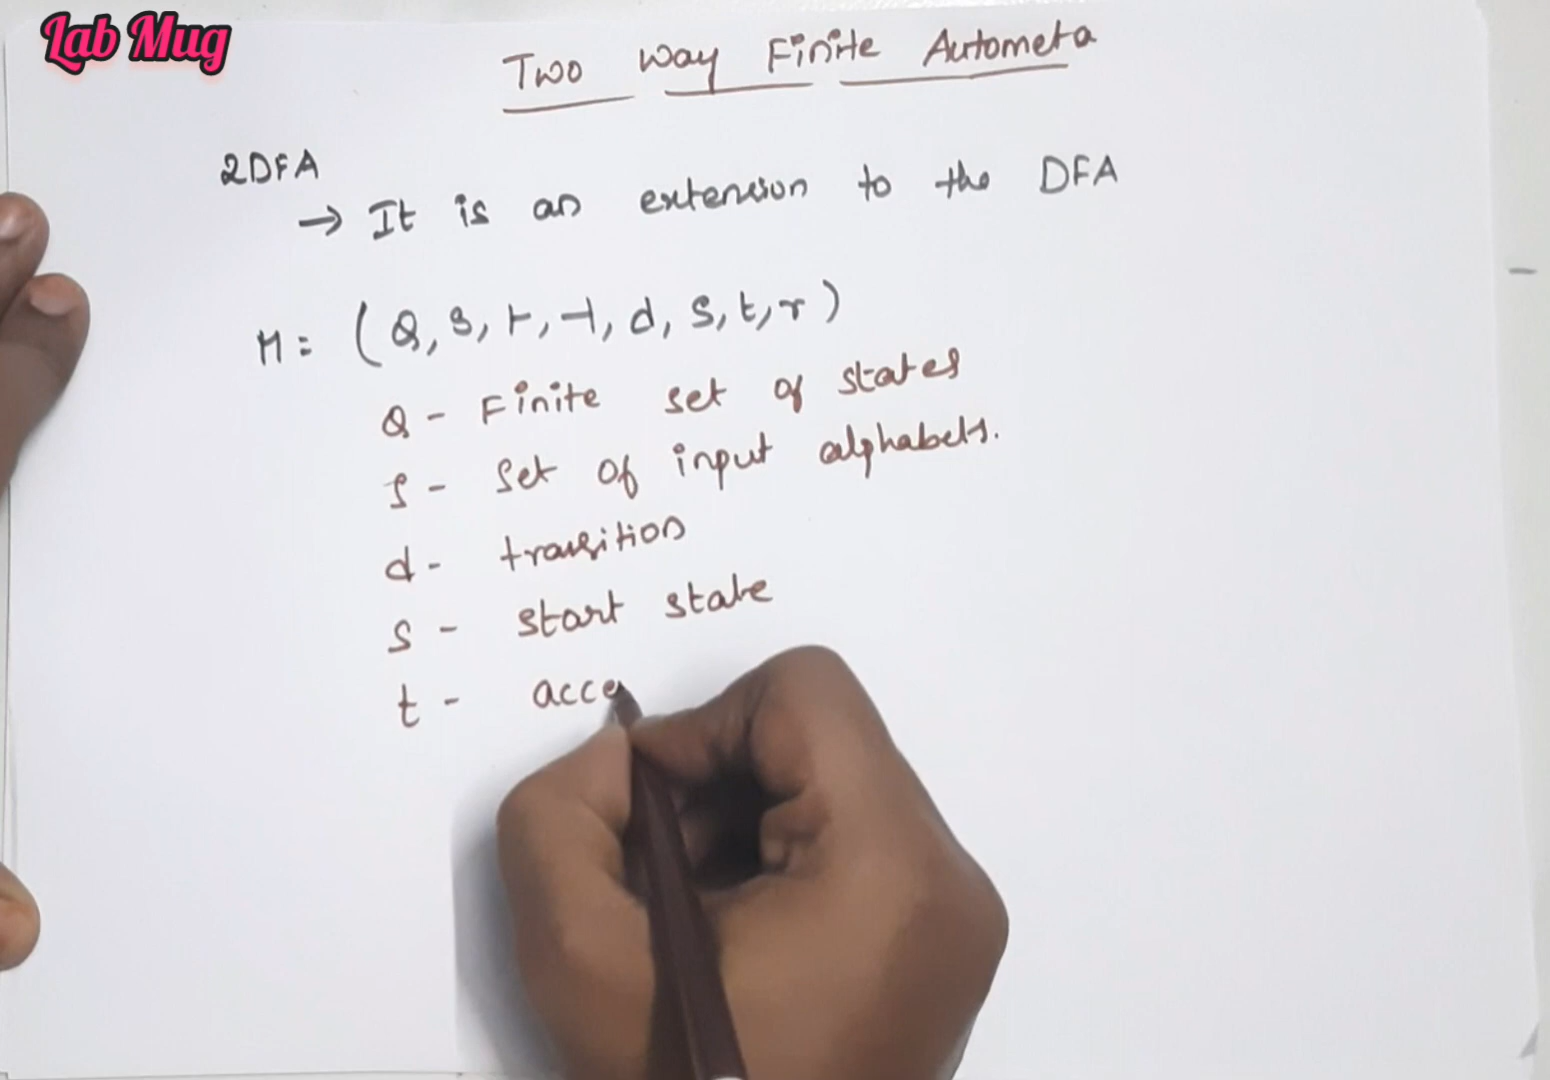 Lab Mug
Two Way Finite Autometa
2DFA
→ It is an extension to the DFA
M = (Q, S, ⊢, ⊣, d, S, t, r)
Q - Finite set of states
S - Set of input alphabets.
d - transition
S - Start state
t - acce